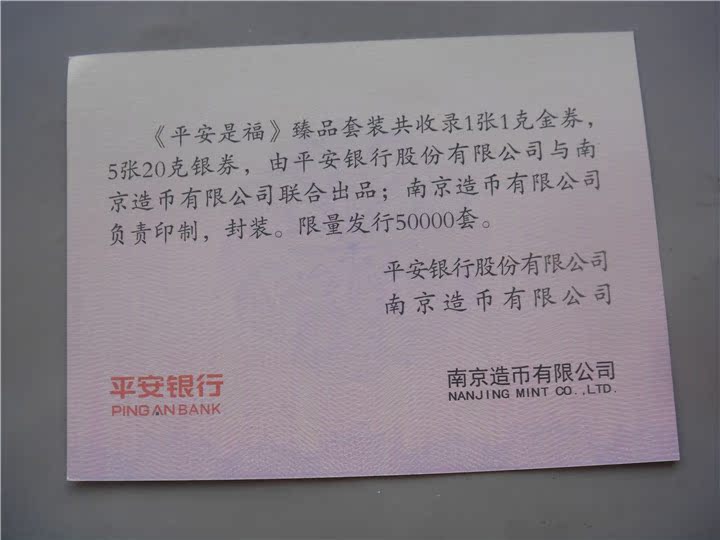 《平安是福》臻品套装共收录1张1克金券，
5张20克银券，由平安银行股份有限公司与南
京造币有限公司联合出品；南京造币有限公司
负责印制，封装。限量发行50000套。
平安银行股份有限公司
南京造币有限公司
平安银行
PING AN BANK
南京造币有限公司
NANJING MINT CO.,LTD.